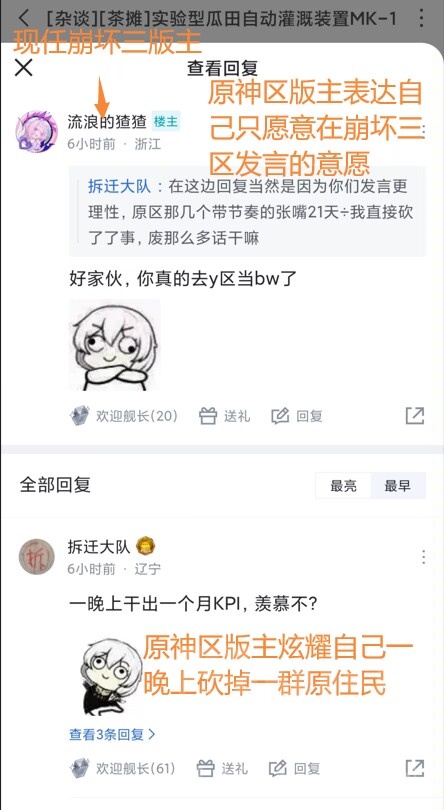 [杂谈][茶摊]实验型瓜田自动灌溉装置MK-1
现任崩坏三版主
查看回复
原神区版主表达自
己只愿意在崩坏三
区发言的意愿
流浪的猹猹 楼主
6小时前 · 浙江
拆迁大队：在这边回复当然是因为你们发言更
理性，原区那几个带节奏的张嘴21天÷我直接砍
了了事，废那么多话干嘛
好家伙，你真的去y区当bw了
欢迎舰长(20) 送礼 回复
全部回复 最亮 最早
拆迁大队
6小时前 · 辽宁
一晚上干出一个月KPI，羡慕不？
原神区版主炫耀自己一
晚上砍掉一群原住民
查看3条回复
欢迎舰长(61) 送礼 回复